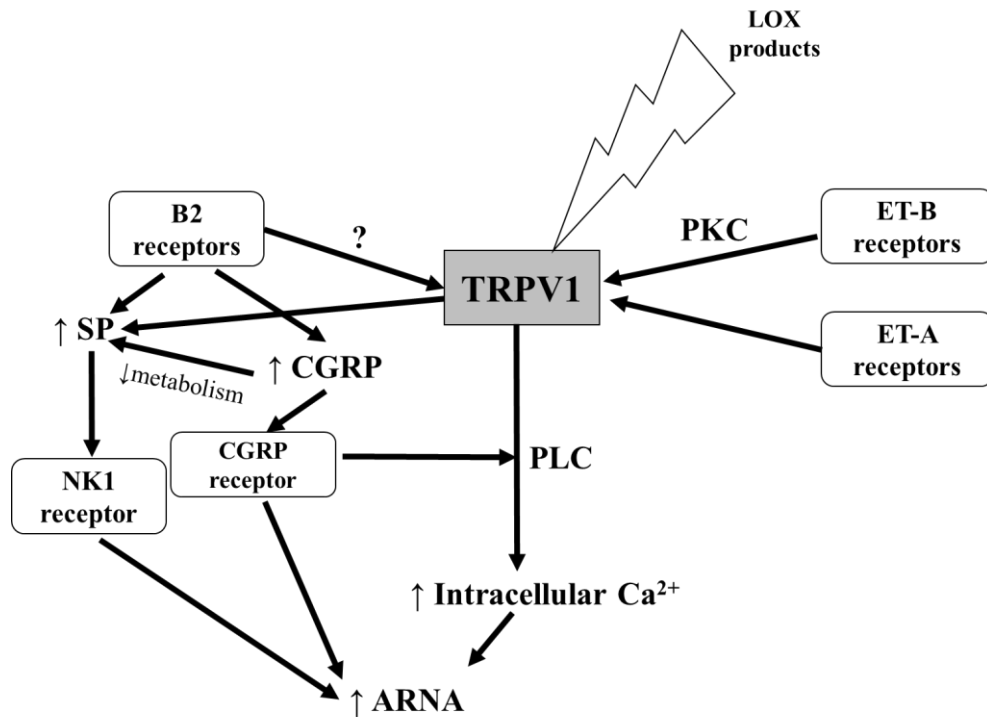 LOX
products
B2
receptors
?
PKC
ET-B
receptors
TRPV1
↑ SP
↑ CGRP
↓metabolism
ET-A
receptors
CGRP
receptor
PLC
NK1
receptor
↑ Intracellular Ca²⁺
↑ ARNA